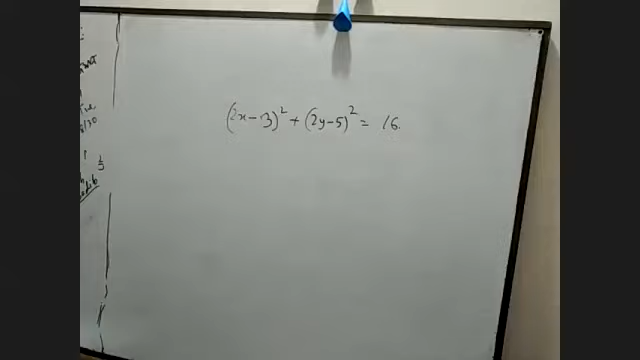 (2x-3)² + (2y-5)² = 16.